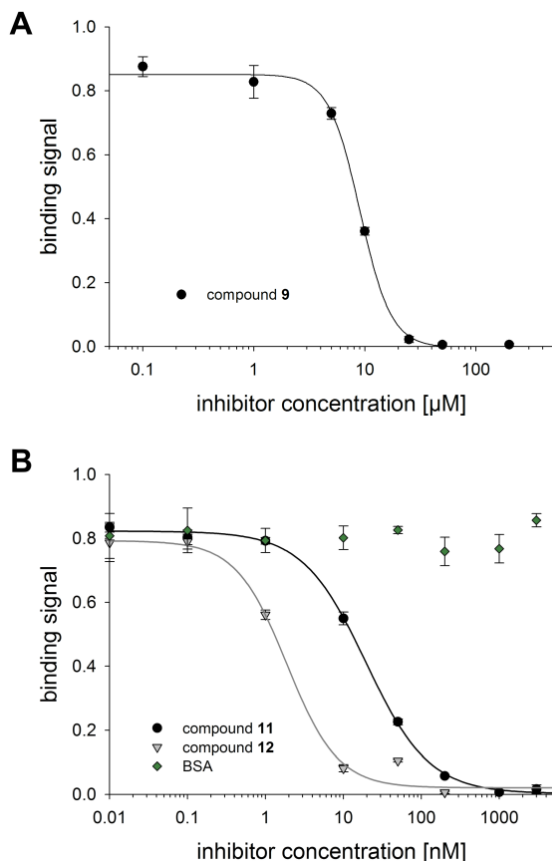 A
1.0
0.8
0.6
0.4
0.2
0.0
binding signal
compound 9
0.1
1
10
100
inhibitor concentration [µM]
B
1.0
0.8
0.6
0.4
0.2
0.0
binding signal
compound 11
compound 12
BSA
0.01
0.1
1
10
100
1000
inhibitor concentration [nM]